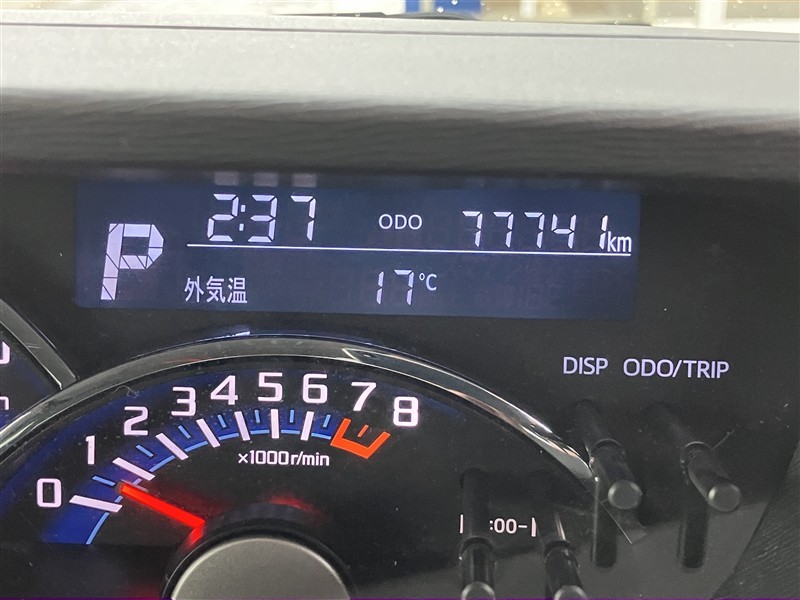 P 2:37 ODO 77741km
外気温 17℃
DISP ODO/TRIP
0 1 2 3 4 5 6 7 8
×1000r/min
:00